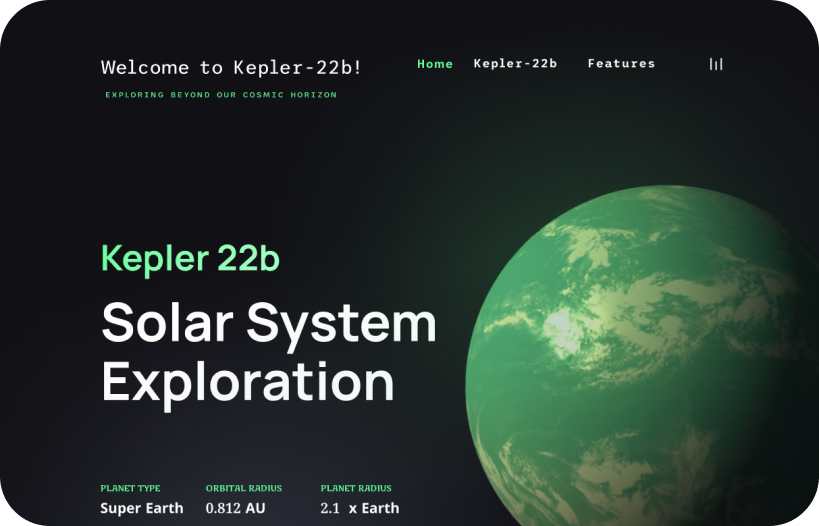 Welcome to Kepler-22b!
Home Kepler-22b Features
EXPLORING BEYOND OUR COSMIC HORIZON
Kepler 22b
Solar System
Exploration
PLANET TYPE ORBITAL RADIUS PLANET RADIUS
Super Earth 0.812 AU 2.1 x Earth